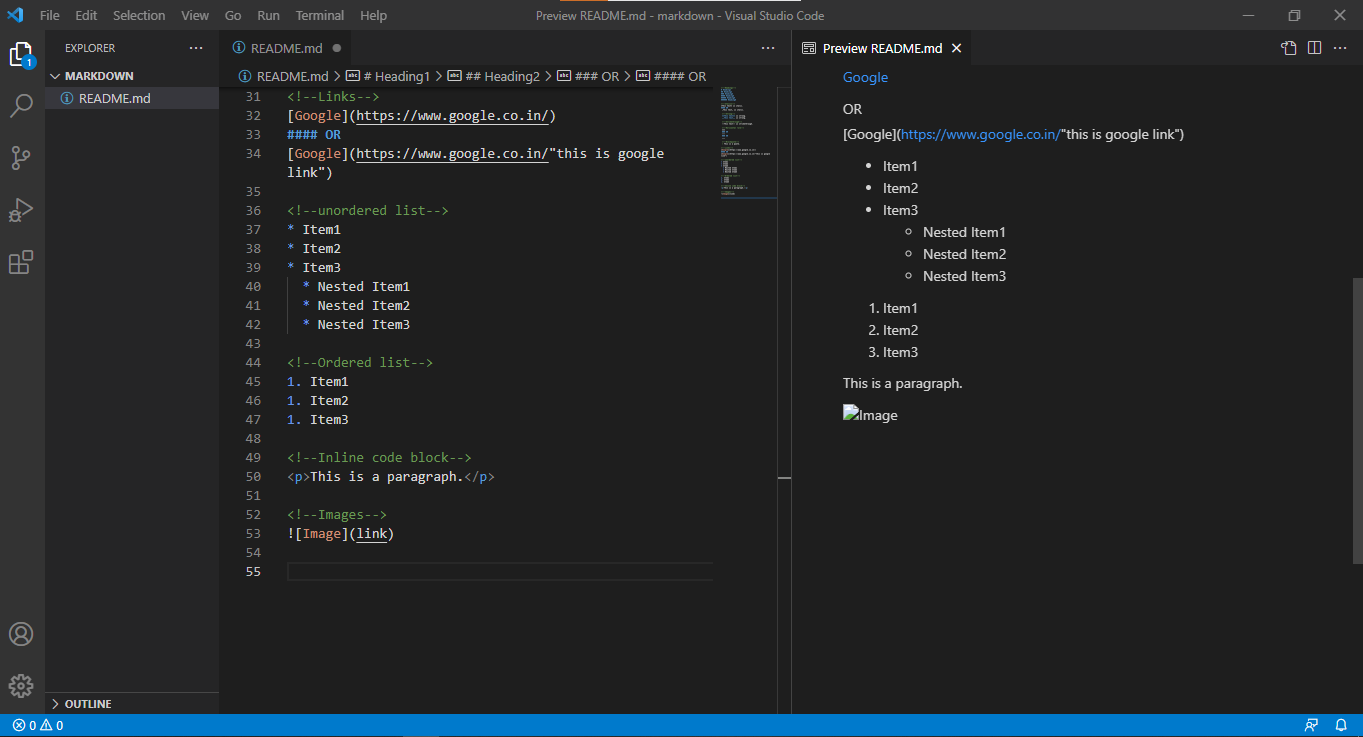 File Edit Selection View Go Run Terminal Help Preview README.md - markdown - Visual Studio Code
EXPLORER
MARKDOWN
README.md
1
OUTLINE
README.md
README.md > # Heading1 > ## Heading2 > ### OR > #### OR
31 <!--Links-->
32 [Google](https://www.google.co.in/)
33 #### OR
34 [Google](https://www.google.co.in/"this is google
link")
35
36 <!--unordered list-->
37 * Item1
38 * Item2
39 * Item3
40 * Nested Item1
41 * Nested Item2
42 * Nested Item3
43
44 <!--Ordered list-->
45 1. Item1
46 1. Item2
47 1. Item3
48
49 <!--Inline code block-->
50 <p>This is a paragraph.</p>
51
52 <!--Images-->
53 ![Image](link)
54
55
Preview README.md
Google
OR
[Google](https://www.google.co.in/"this is google link")
• Item1
• Item2
• Item3
◦ Nested Item1
◦ Nested Item2
◦ Nested Item3
1. Item1
2. Item2
3. Item3
This is a paragraph.
Image
0 0